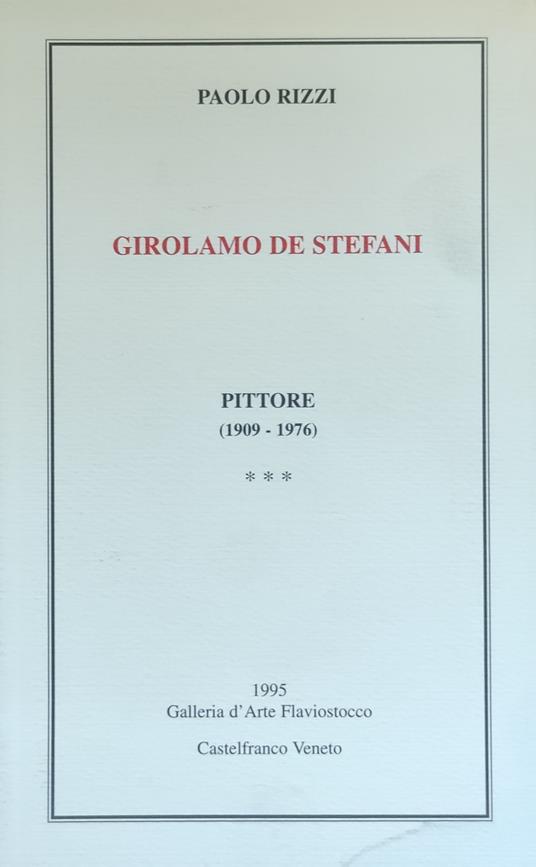 PAOLO RIZZI
GIROLAMO DE STEFANI
PITTORE
(1909 - 1976)
* * *
1995
Galleria d'Arte Flaviostocco
Castelfranco Veneto